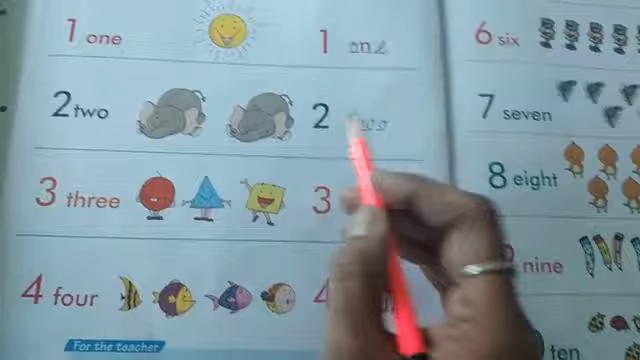 1 one 1 one
2 two 2
3 three 3
4 four 4
For the teacher
6 six
7 seven
8 eight
nine
ten